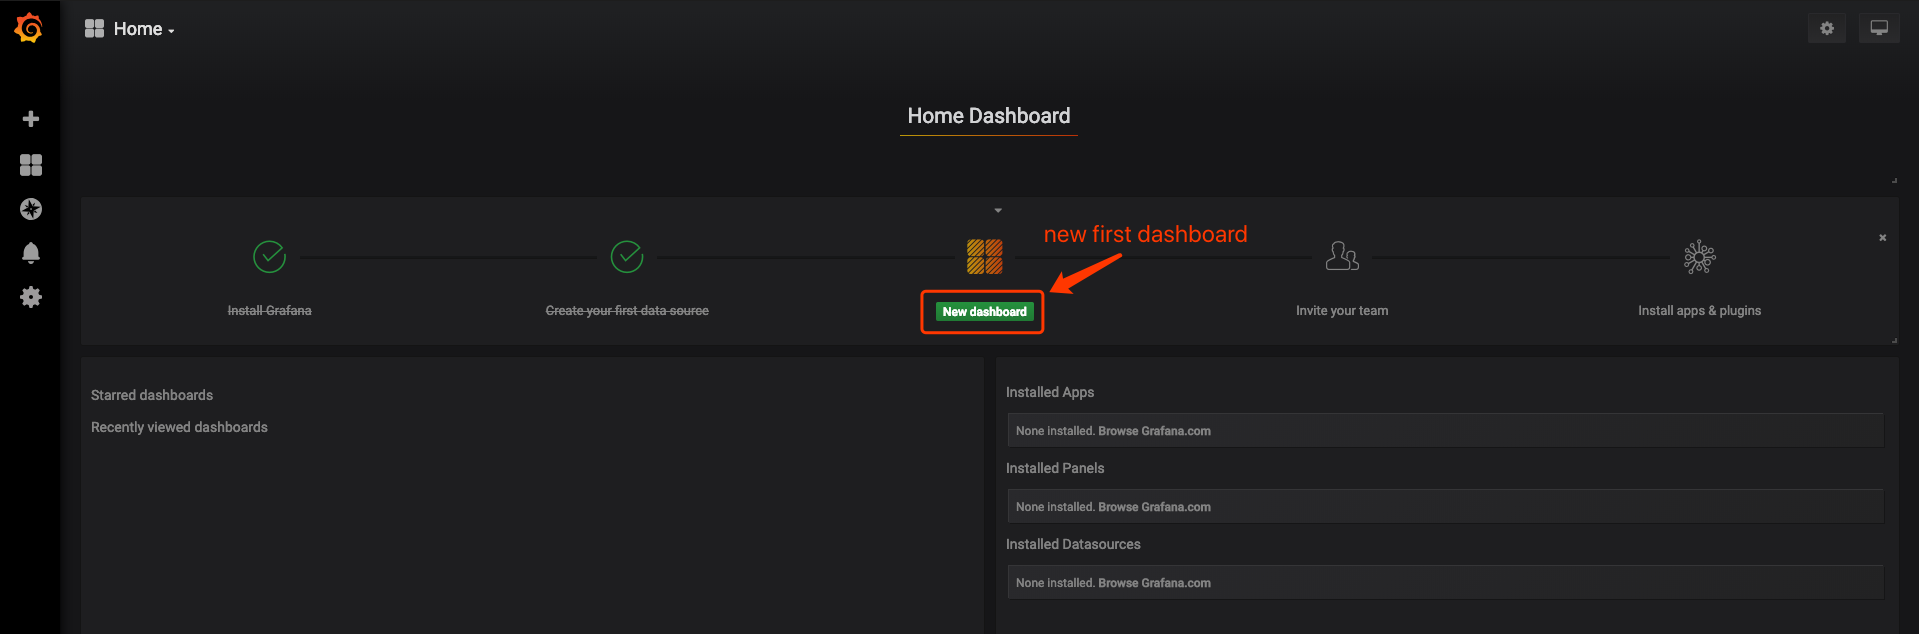 Home
Home Dashboard
new first dashboard
Install Grafana
Create your first data source
New dashboard
Invite your team
Install apps & plugins
Starred dashboards
Recently viewed dashboards
Installed Apps
None installed. Browse Grafana.com
Installed Panels
None installed. Browse Grafana.com
Installed Datasources
None installed. Browse Grafana.com